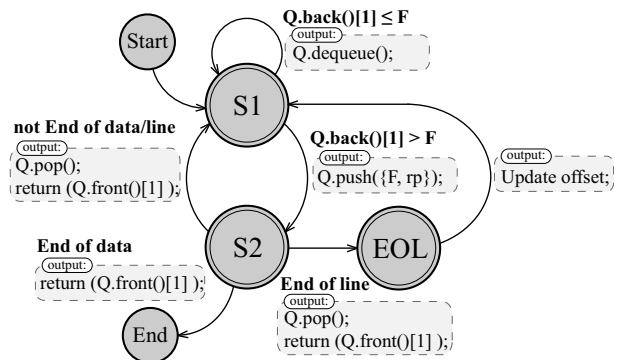 Q.back()[1] ≤ F
output:
Q.dequeue();
Start
S1
not End of data/line
output:
Q.pop();
return (Q.front()[1] );
Q.back()[1] > F
output:
Q.push({F, rp});
output:
Update offset;
S2
EOL
End of data
output:
return (Q.front()[1] );
End of line
output:
Q.pop();
return (Q.front()[1] );
End